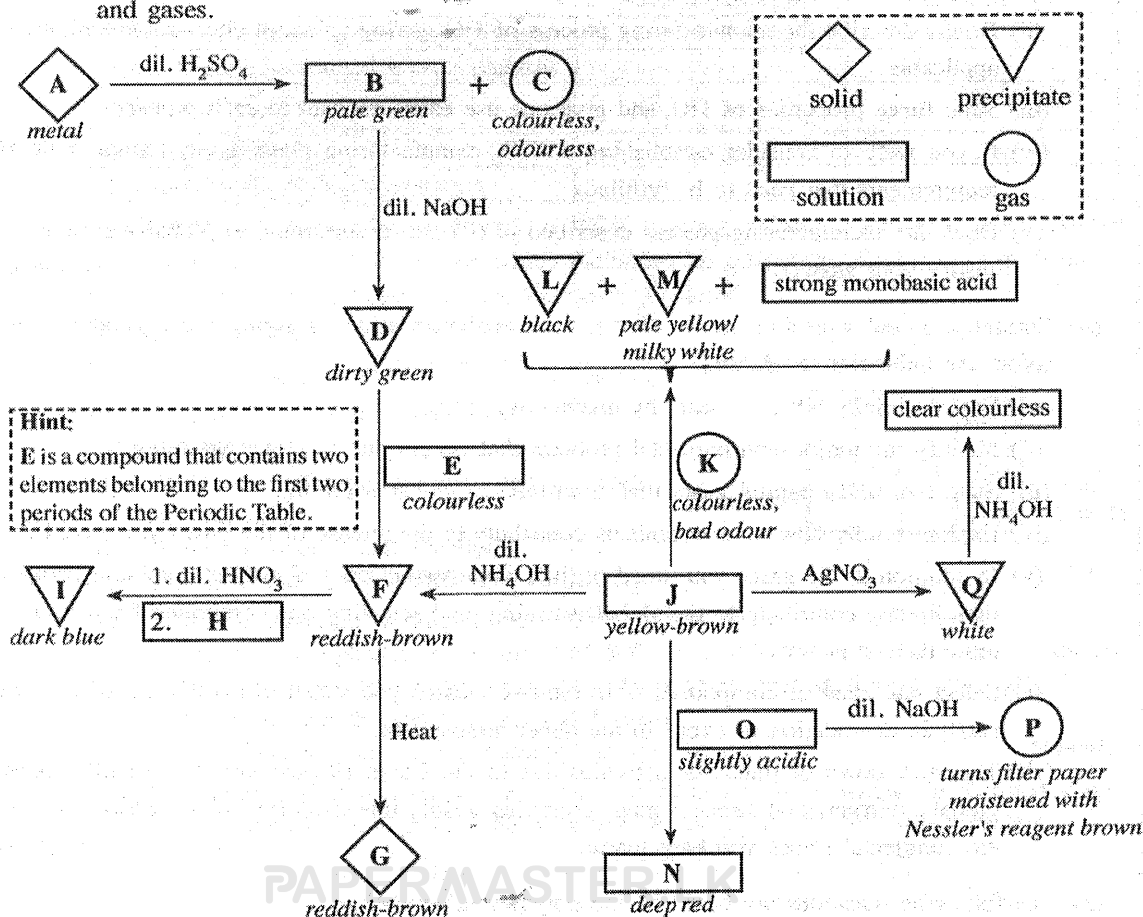 and gases.
A
metal
dil. H₂SO₄
B
pale green
+
C
colourless,
odourless
solid
precipitate
solution
gas
dil. NaOH
L
black
+
M
pale yellow/
milky white
+
strong monobasic acid
D
dirty green
Hint:
E is a compound that contains two
elements belonging to the first two
periods of the Periodic Table.
E
colourless
K
colourless,
bad odour
clear colourless
dil.
NH₄OH
I
dark blue
1. dil. HNO₃
2. H
F
reddish-brown
dil.
NH₄OH
J
yellow-brown
AgNO₃
Q
white
Heat
O
slightly acidic
dil. NaOH
P
turns filter paper
moistened with
Nessler's reagent brown
G
reddish-brown
N
deep red
PAPERMASTER.LK